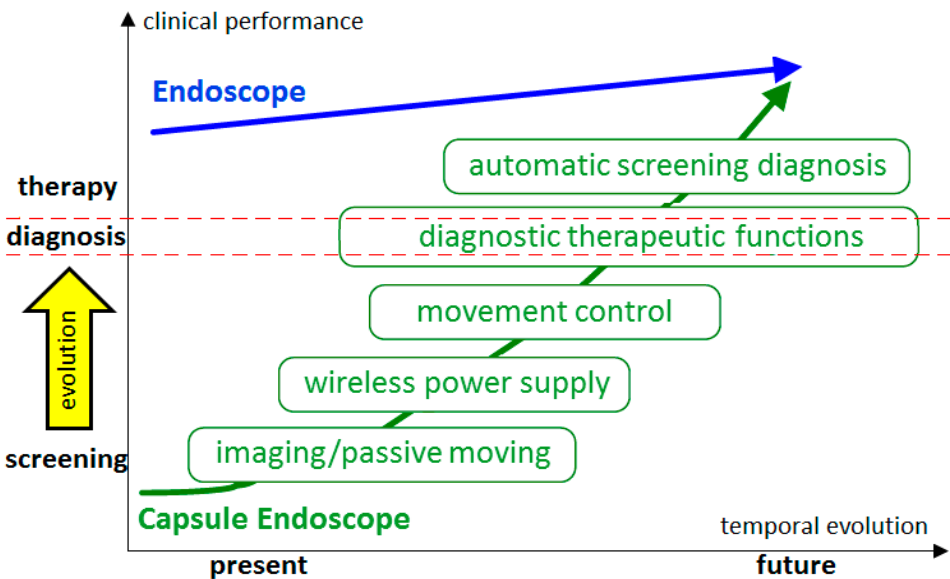 clinical performance
Endoscope
automatic screening diagnosis
therapy
diagnosis
diagnostic therapeutic functions
movement control
evolution
wireless power supply
screening
imaging/passive moving
Capsule Endoscope
temporal evolution
present
future